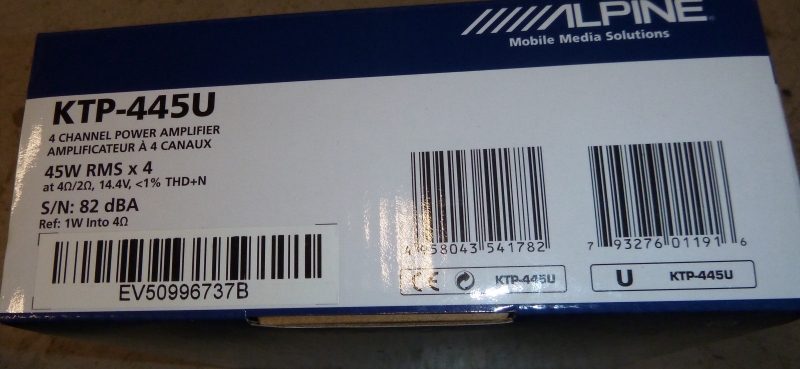 ALPINE
Mobile Media Solutions
KTP-445U
4 CHANNEL POWER AMPLIFIER
AMPLIFICATEUR À 4 CANAUX
45W RMS x 4
at 4Ω/2Ω, 14.4V, <1% THD+N
S/N: 82 dBA
Ref: 1W Into 4Ω
EV50996737B
4 958043 541782
CE KTP-445U
7 93276 01191 6
U KTP-445U